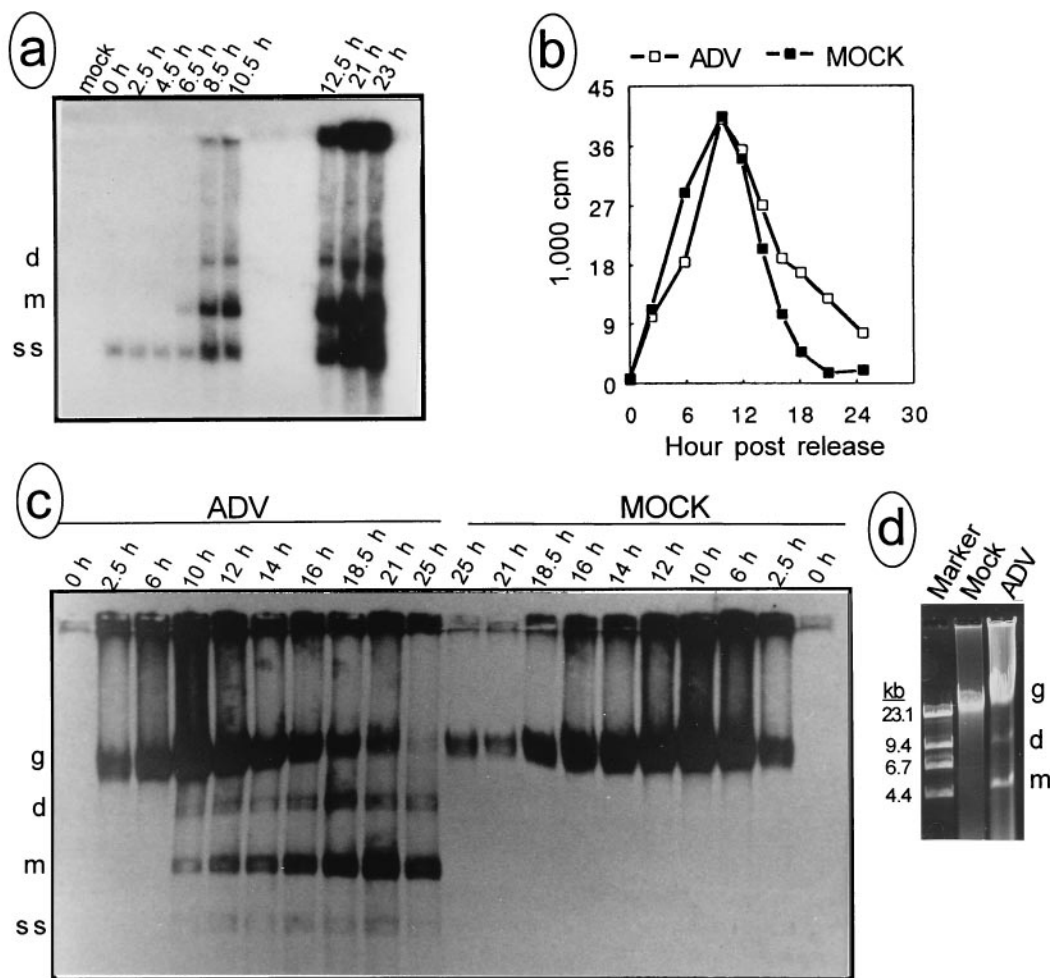 a
mock
0 h
2.5 h
4.5 h
6.5 h
8.5 h
10.5 h
12.5 h
21 h
23 h
d
m
ss
b
ADV MOCK
45
36
27
18
9
0
1,000 cpm
0 6 12 18 24 30
Hour post release
c
ADV MOCK
0 h
2.5 h
6 h
10 h
12 h
14 h
16 h
18.5 h
21 h
25 h
25 h
21 h
18.5 h
16 h
14 h
12 h
10 h
6 h
2.5 h
0 h
g
d
m
ss
d
Marker
Mock
ADV
kb
23.1
9.4
6.7
4.4
g
d
m